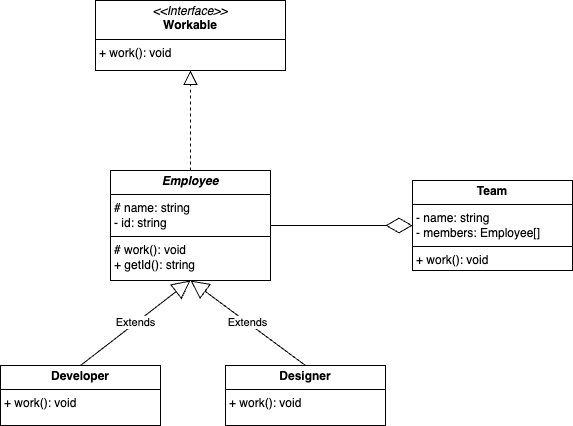 <<Interface>>
Workable
+ work(): void
Employee
# name: string
- id: string
# work(): void
+ getId(): string
Team
- name: string
- members: Employee[]
+ work(): void
Extends
Extends
Developer
+ work(): void
Designer
+ work(): void